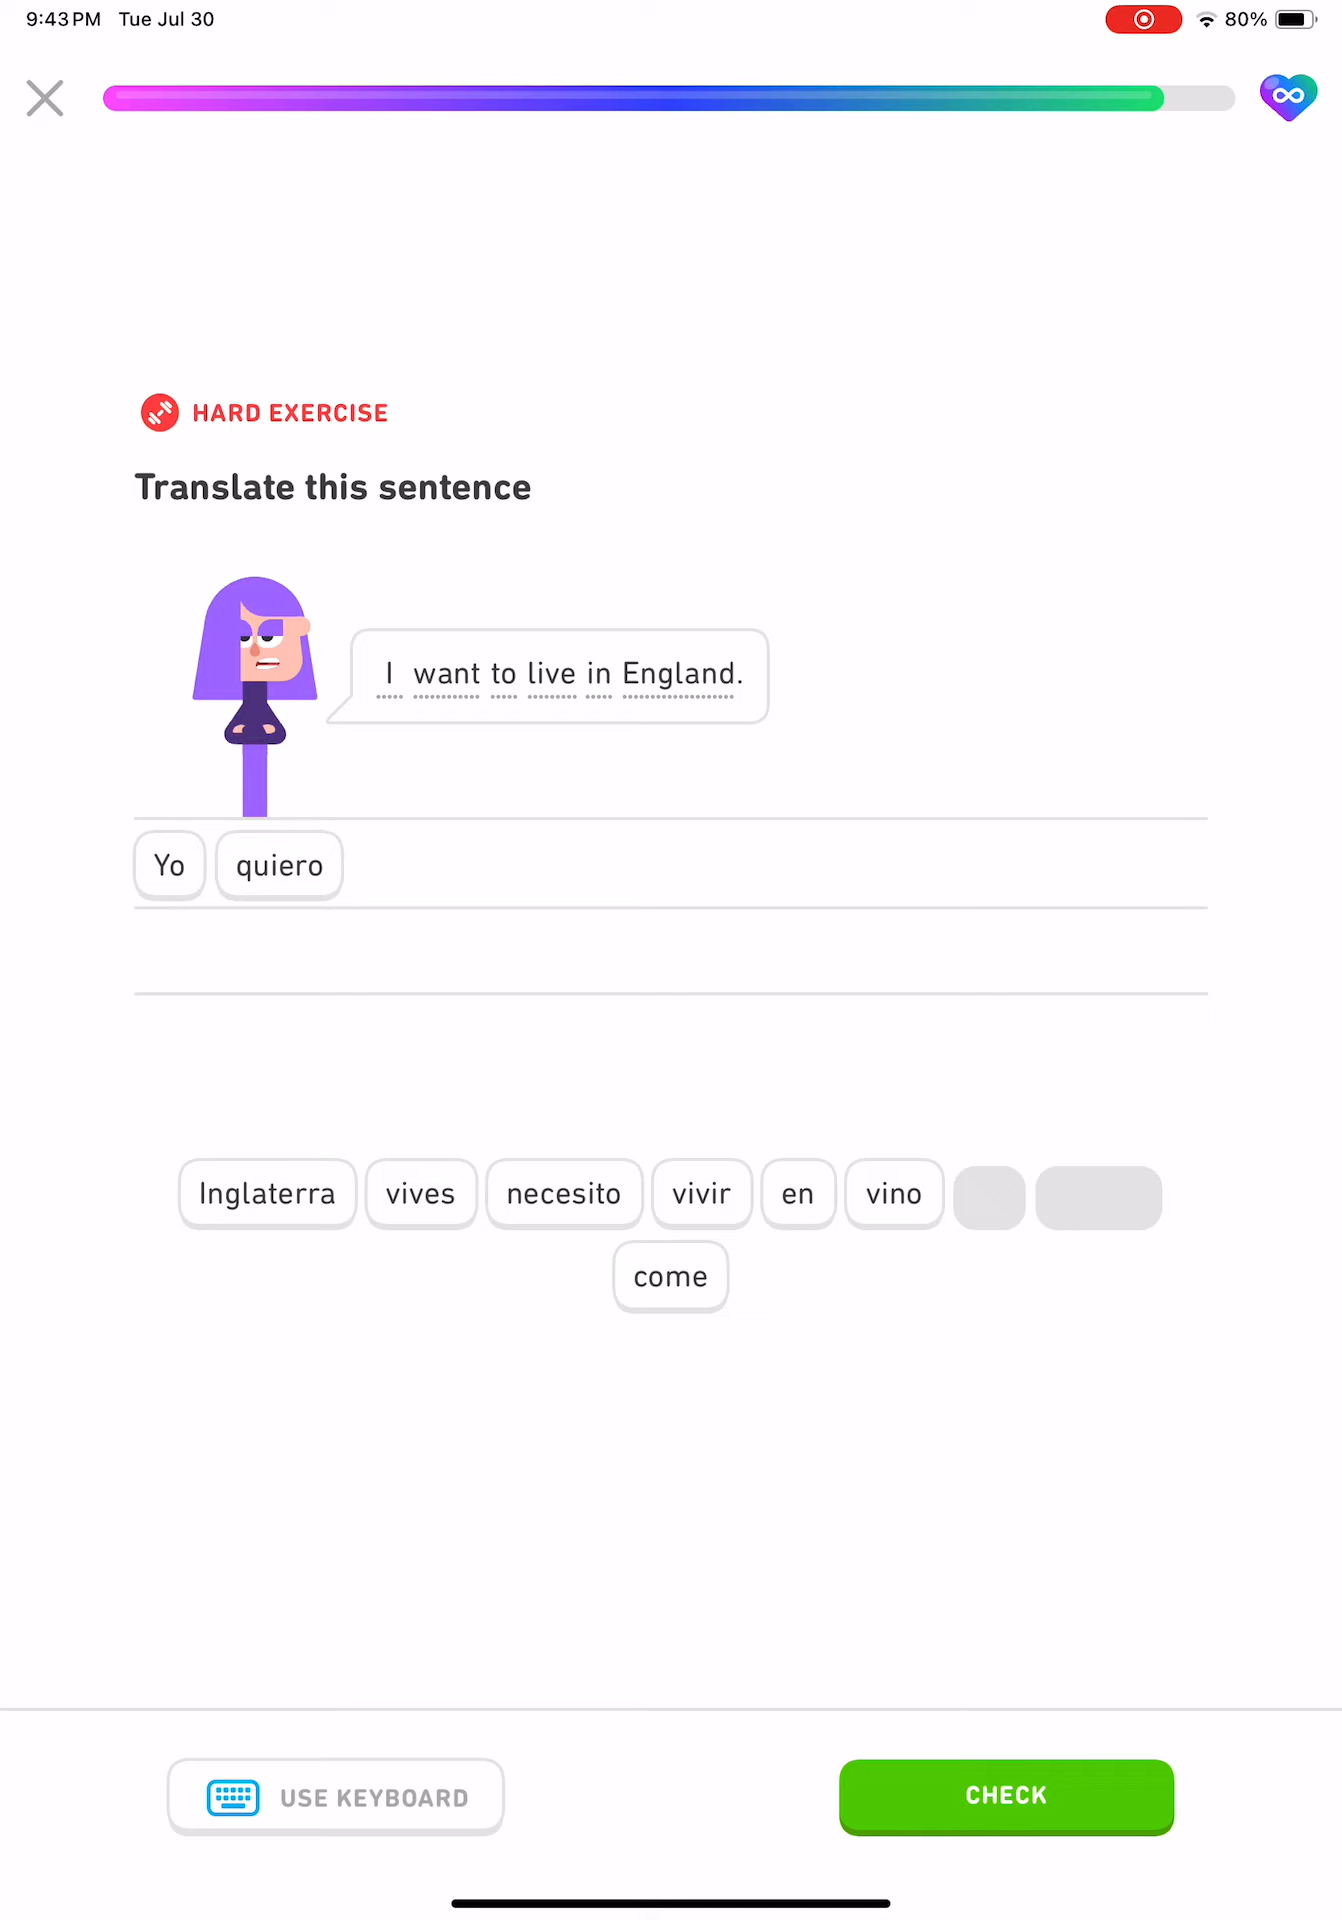 9:43 PM Tue Jul 30 80%
HARD EXERCISE
Translate this sentence
I want to live in England.
Yo quiero
Inglaterra vives necesito vivir en vino
come
USE KEYBOARD CHECK